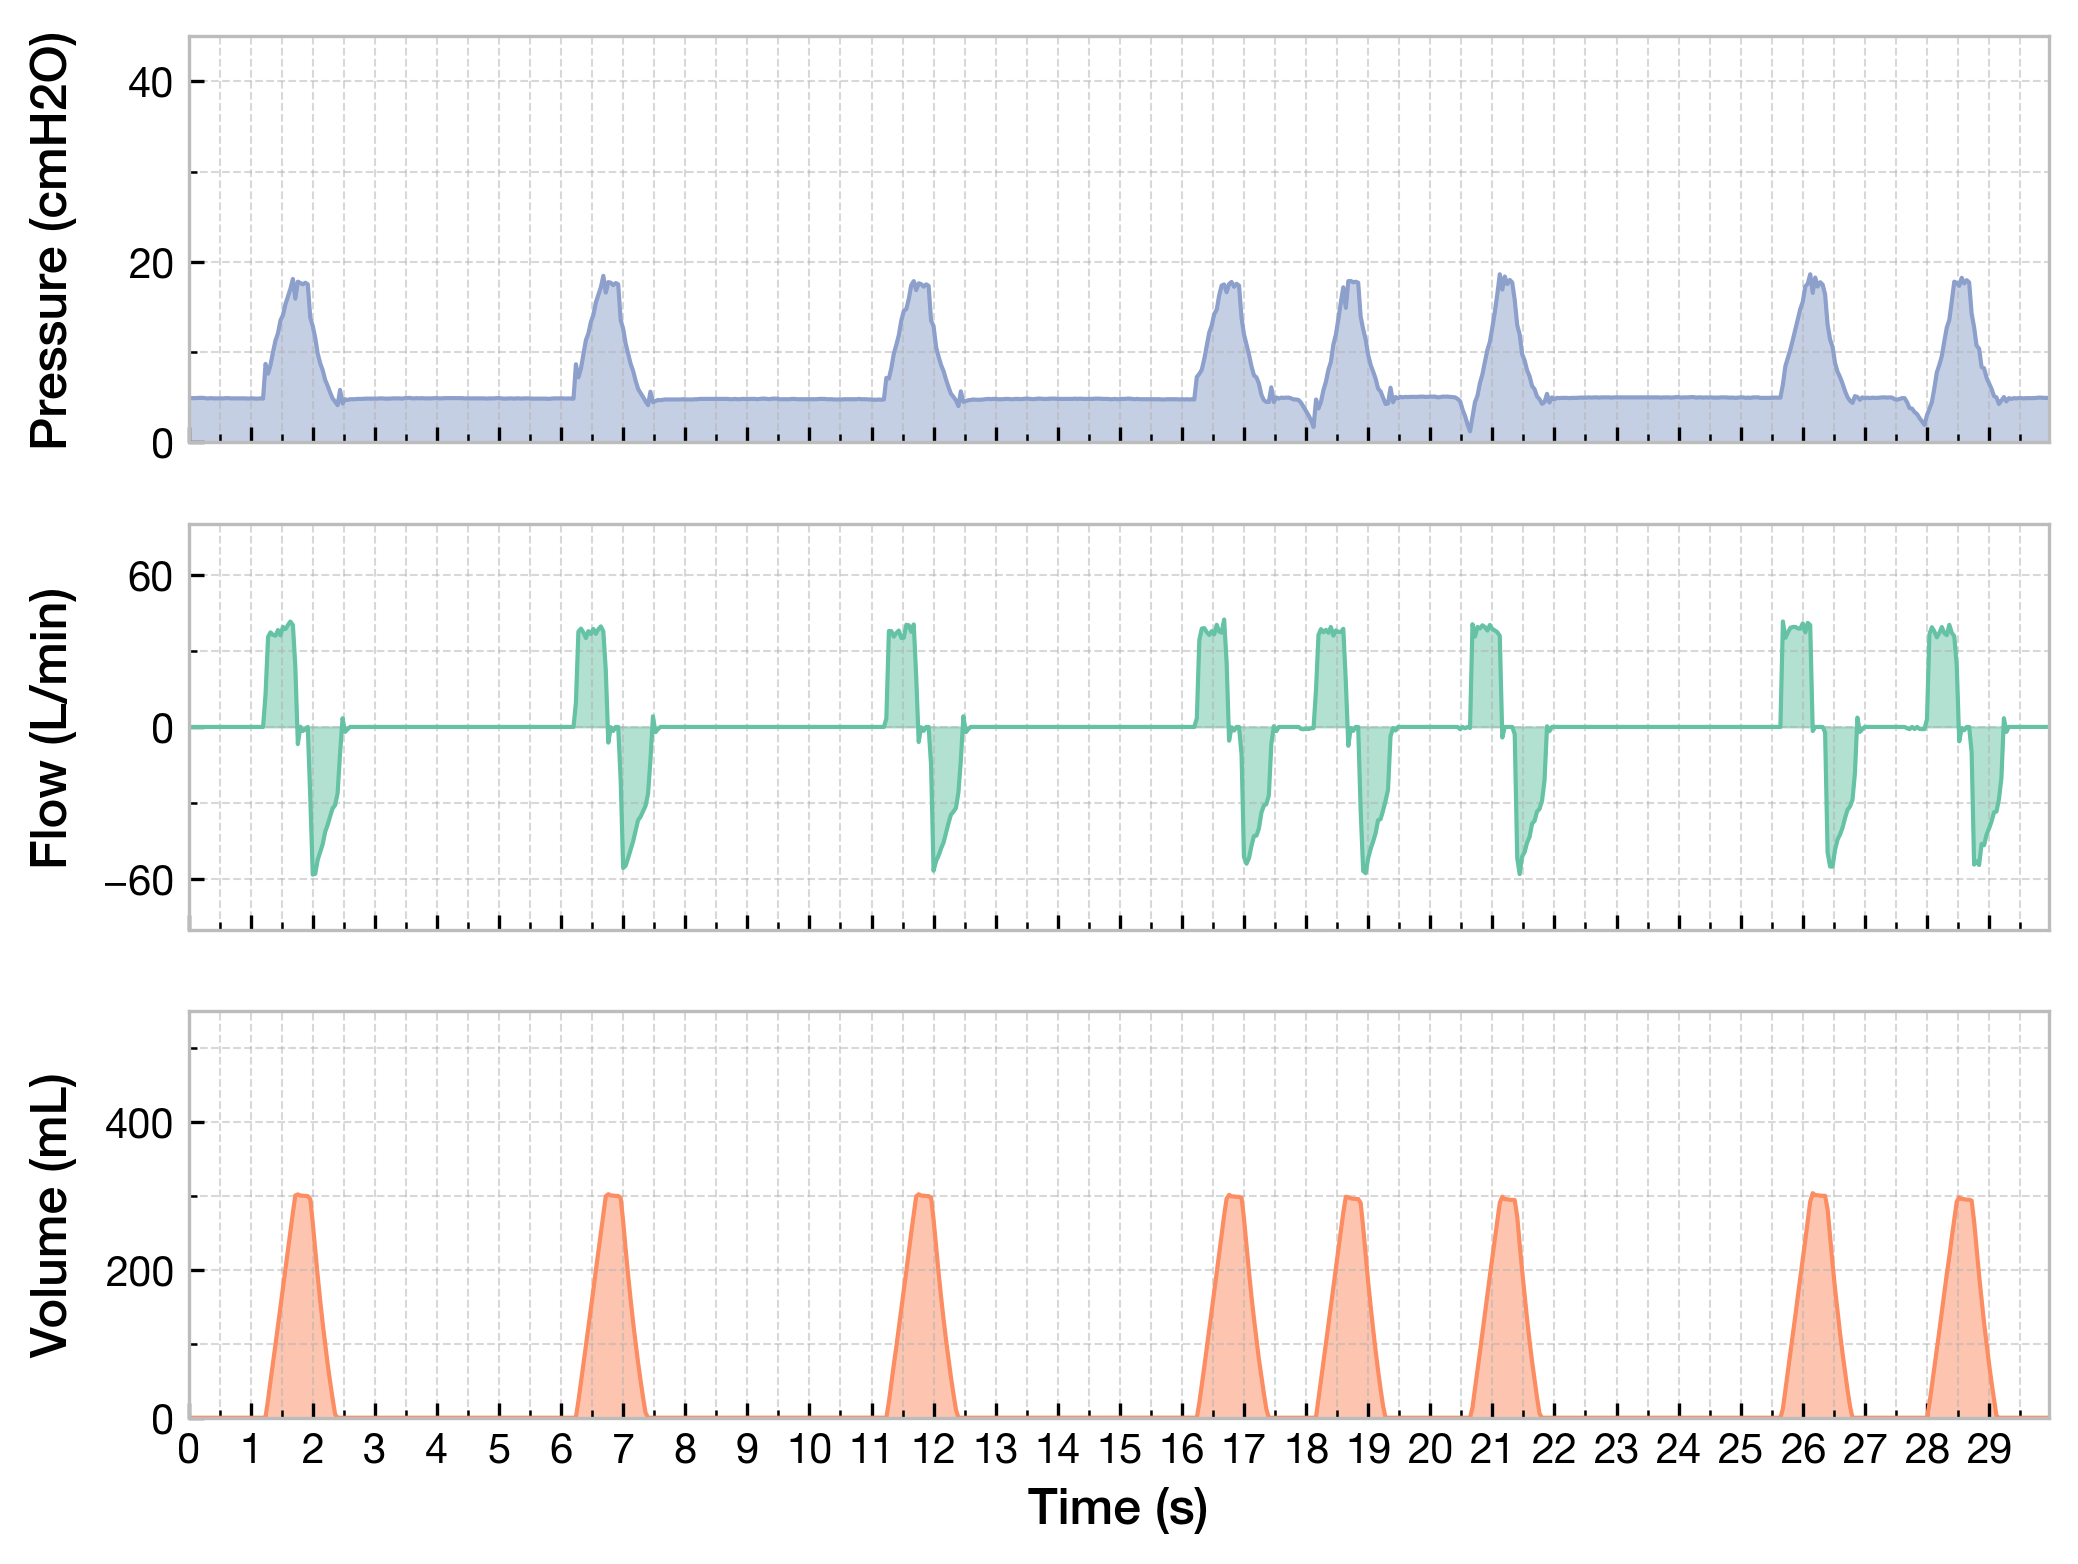 Pressure (cmH2O)
40
20
0
Flow (L/min)
60
0
−60
Volume (mL)
400
200
0
0 1 2 3 4 5 6 7 8 9 10 11 12 13 14 15 16 17 18 19 20 21 22 23 24 25 26 27 28 29
Time (s)